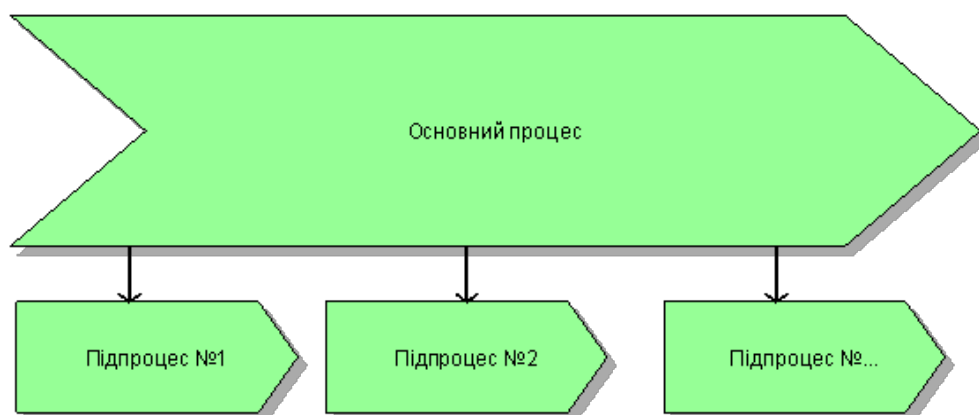 Основний процес
Підпроцес №1
Підпроцес №2
Підпроцес №...